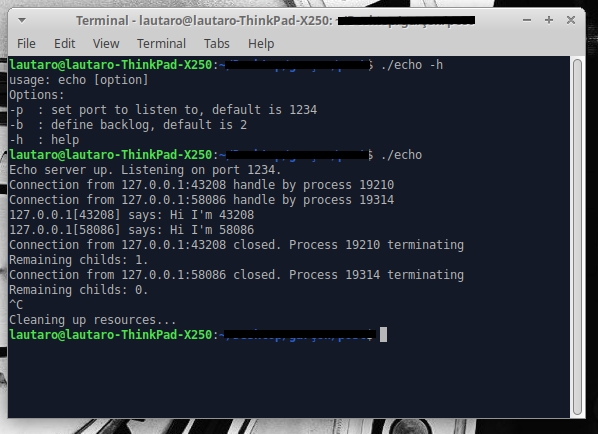 Terminal - lautaro@lautaro-ThinkPad-X250:
File Edit View Terminal Tabs Help
lautaro@lautaro-ThinkPad-X250:~ $ ./echo -h
usage: echo [option]
Options:
-p : set port to listen to, default is 1234
-b : define backlog, default is 2
-h : help
lautaro@lautaro-ThinkPad-X250:~ $ ./echo
Echo server up. Listening on port 1234.
Connection from 127.0.0.1:43208 handle by process 19210
Connection from 127.0.0.1:58086 handle by process 19314
127.0.0.1[43208] says: Hi I'm 43208
127.0.0.1[58086] says: Hi I'm 58086
Connection from 127.0.0.1:43208 closed. Process 19210 terminating
Remaining childs: 1.
Connection from 127.0.0.1:58086 closed. Process 19314 terminating
Remaining childs: 0.
^C
Cleaning up resources...
lautaro@lautaro-ThinkPad-X250:~ $